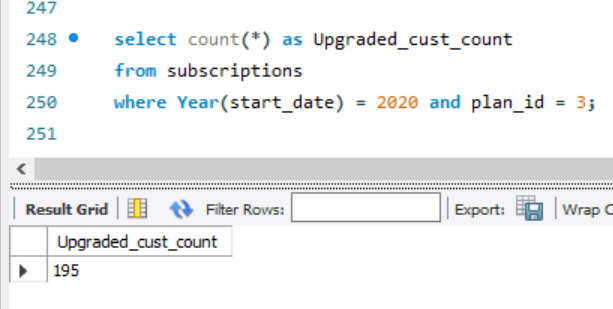 247
248 select count(*) as Upgraded_cust_count
249 from subscriptions
250 where Year(start_date) = 2020 and plan_id = 3;
251
Result Grid Filter Rows: Export: Wrap C
Upgraded_cust_count
195